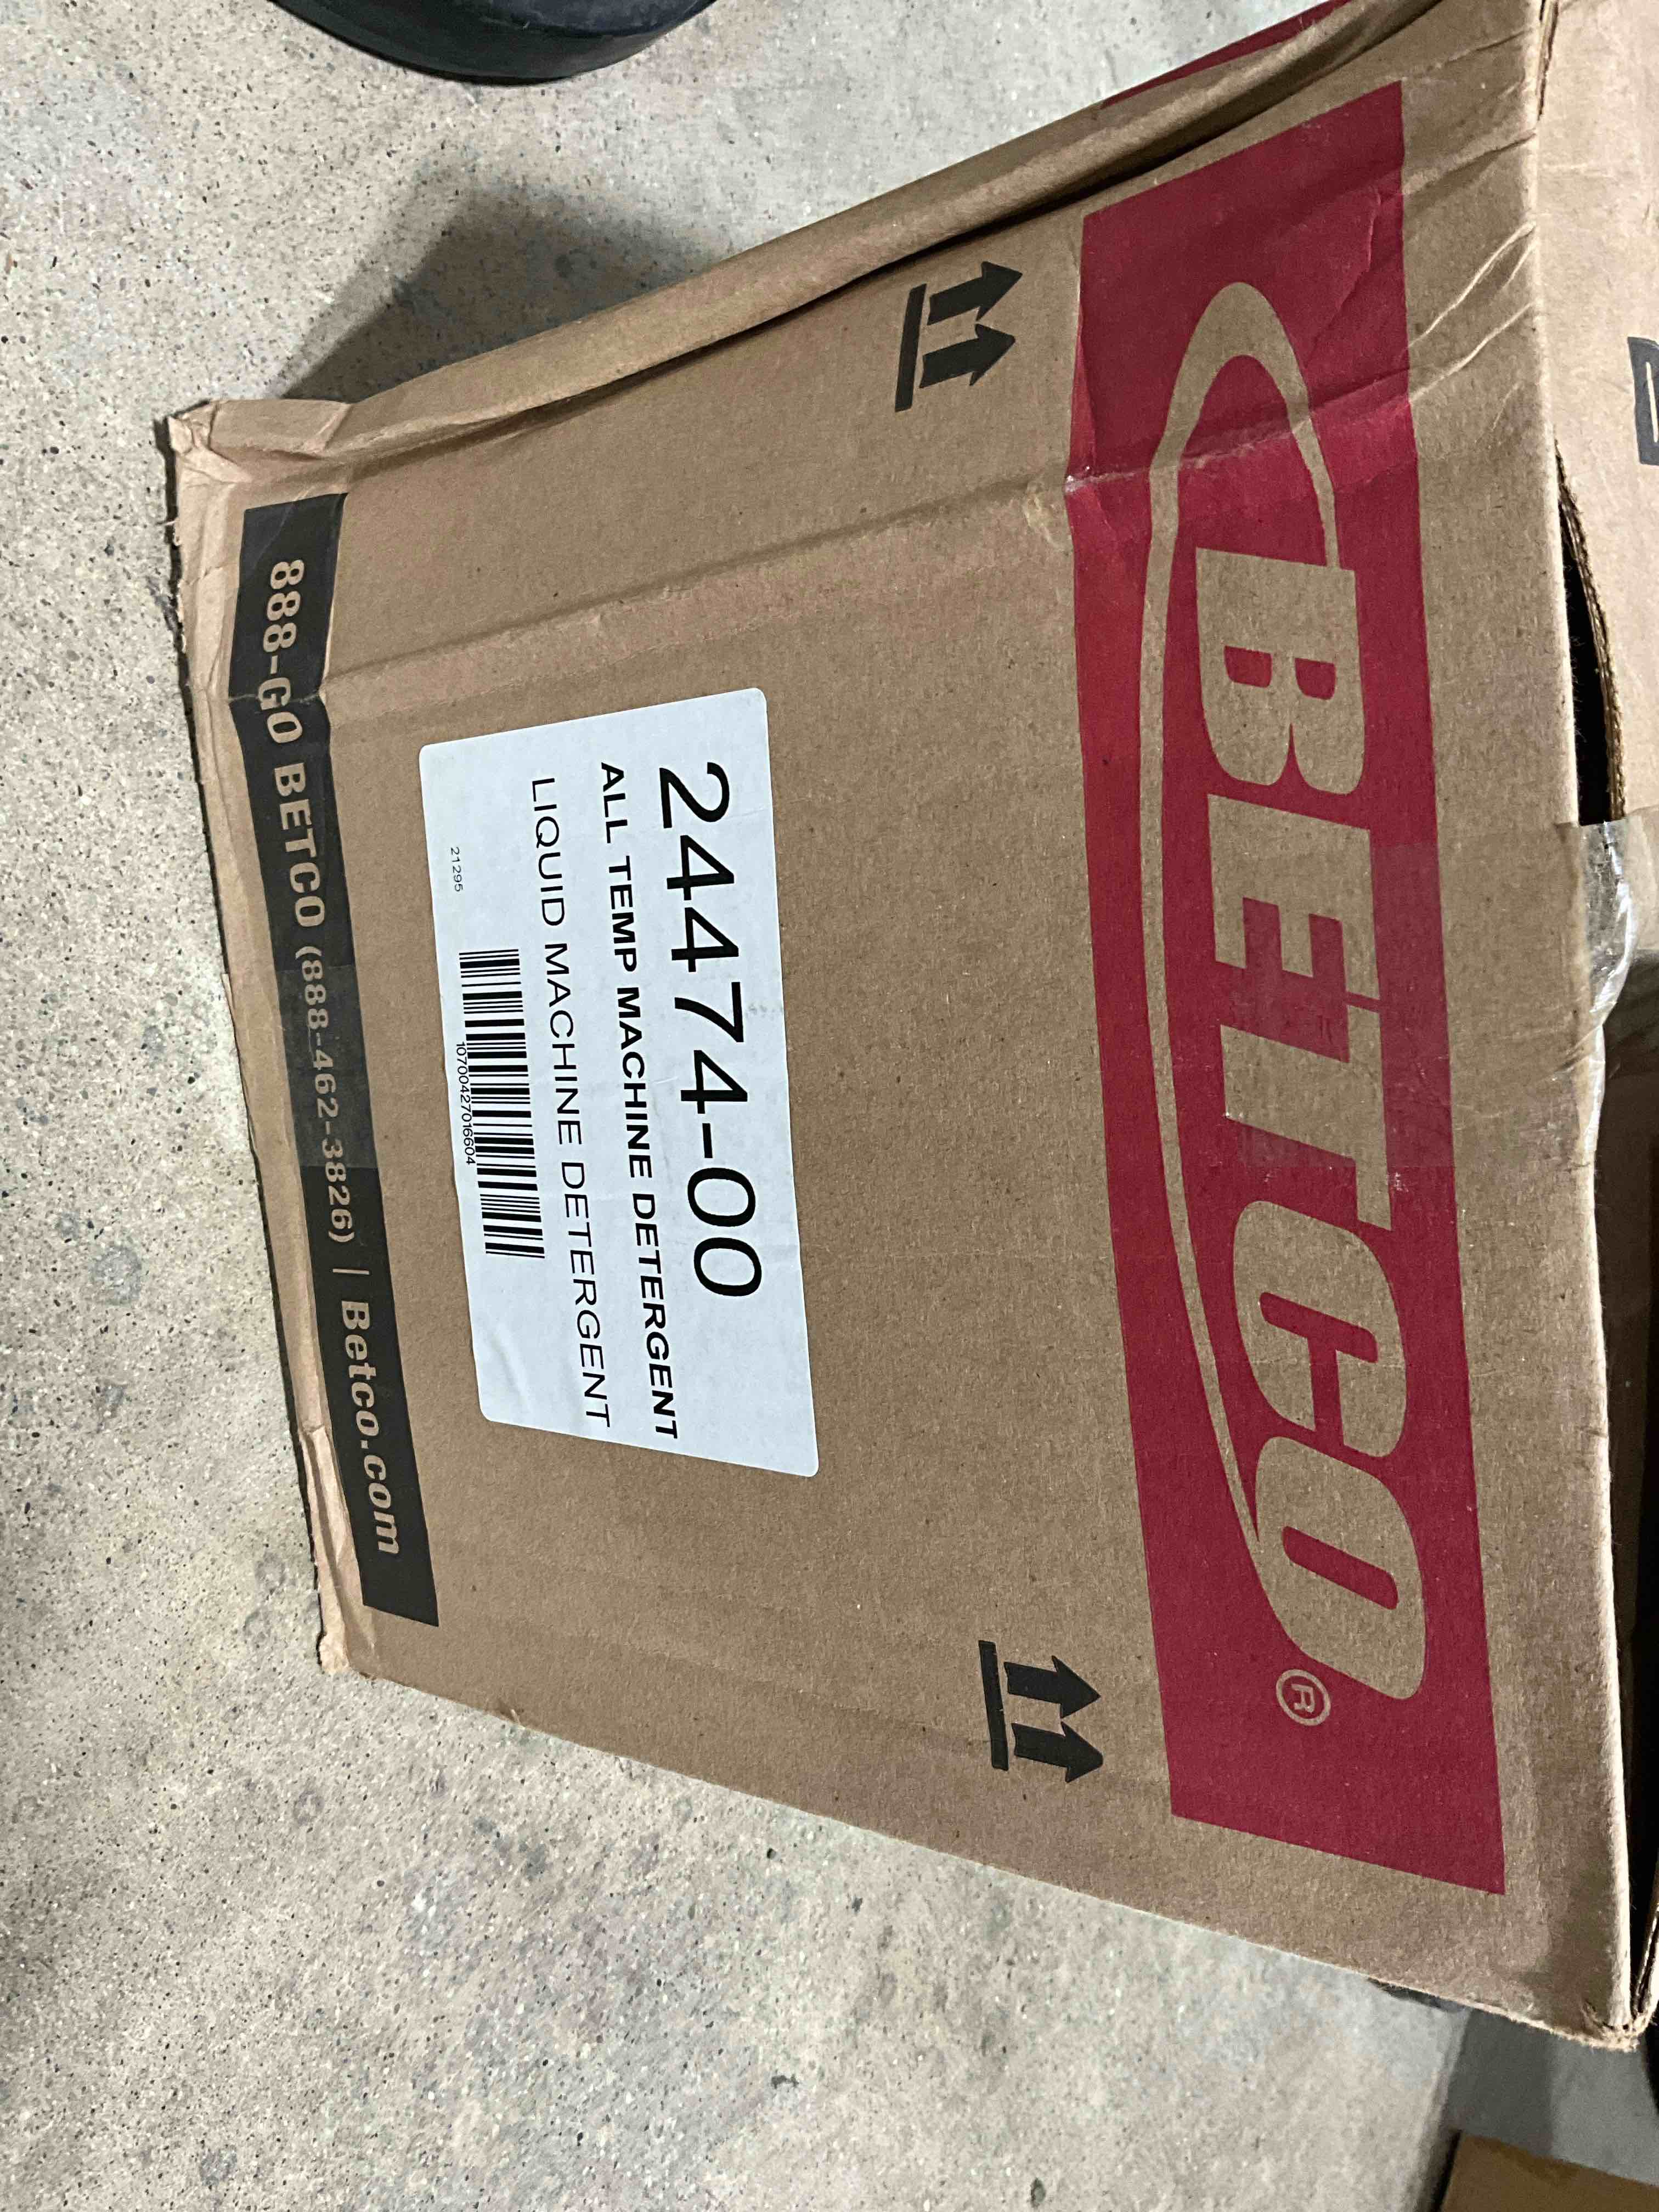 BETCO®
24474-00
ALL TEMP MACHINE DETERGENT
LIQUID MACHINE DETERGENT
21295
10700427016604
888-GO BETCO (888-462-3826) | Betco.com